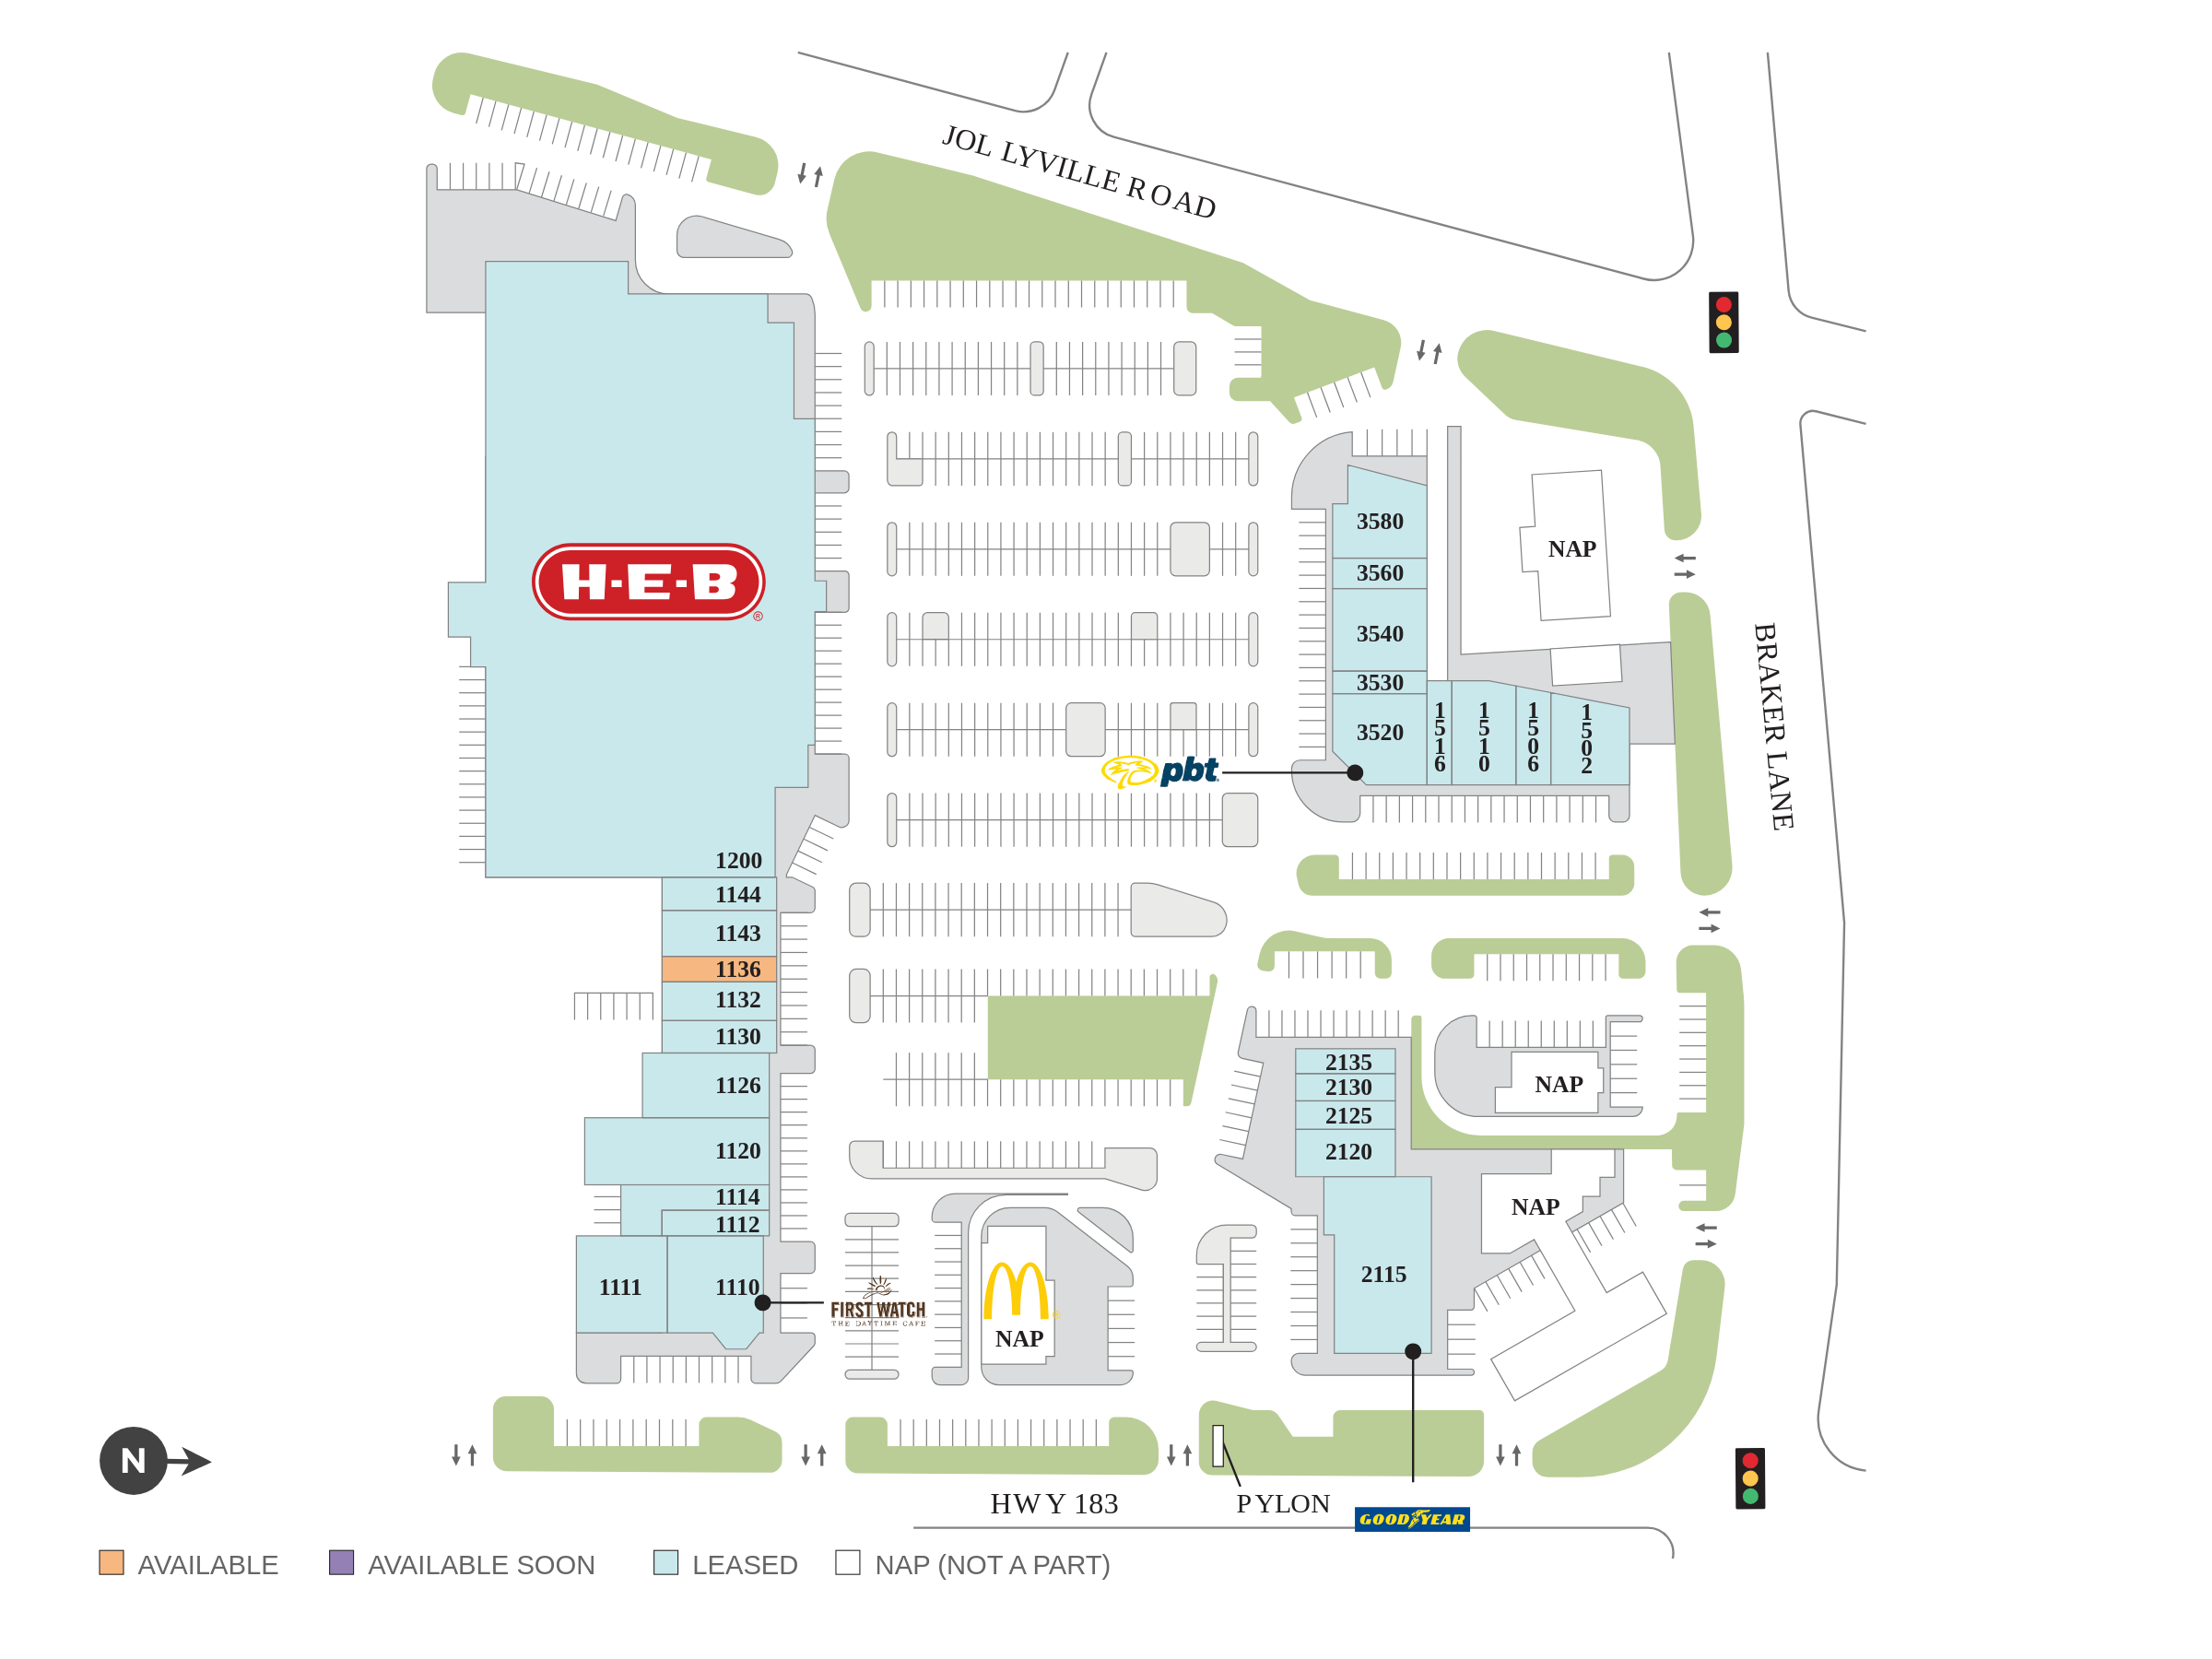 JOLLYVILLE ROAD
3580
NAP
3560
H-E-B
®
3540
BRAKER LANE
3530
3520
1516
1510
1506
1502
pbt
1200
1144
1143
1136
1132
1130
1126
1120
1114
1112
1111
1110
2135
2130
2125
2120
NAP
NAP
2115
FIRST WATCH
THE DAYTIME CAFE
NAP
N
HWY 183
PYLON
GOODYEAR
AVAILABLE
AVAILABLE SOON
LEASED
NAP (NOT A PART)